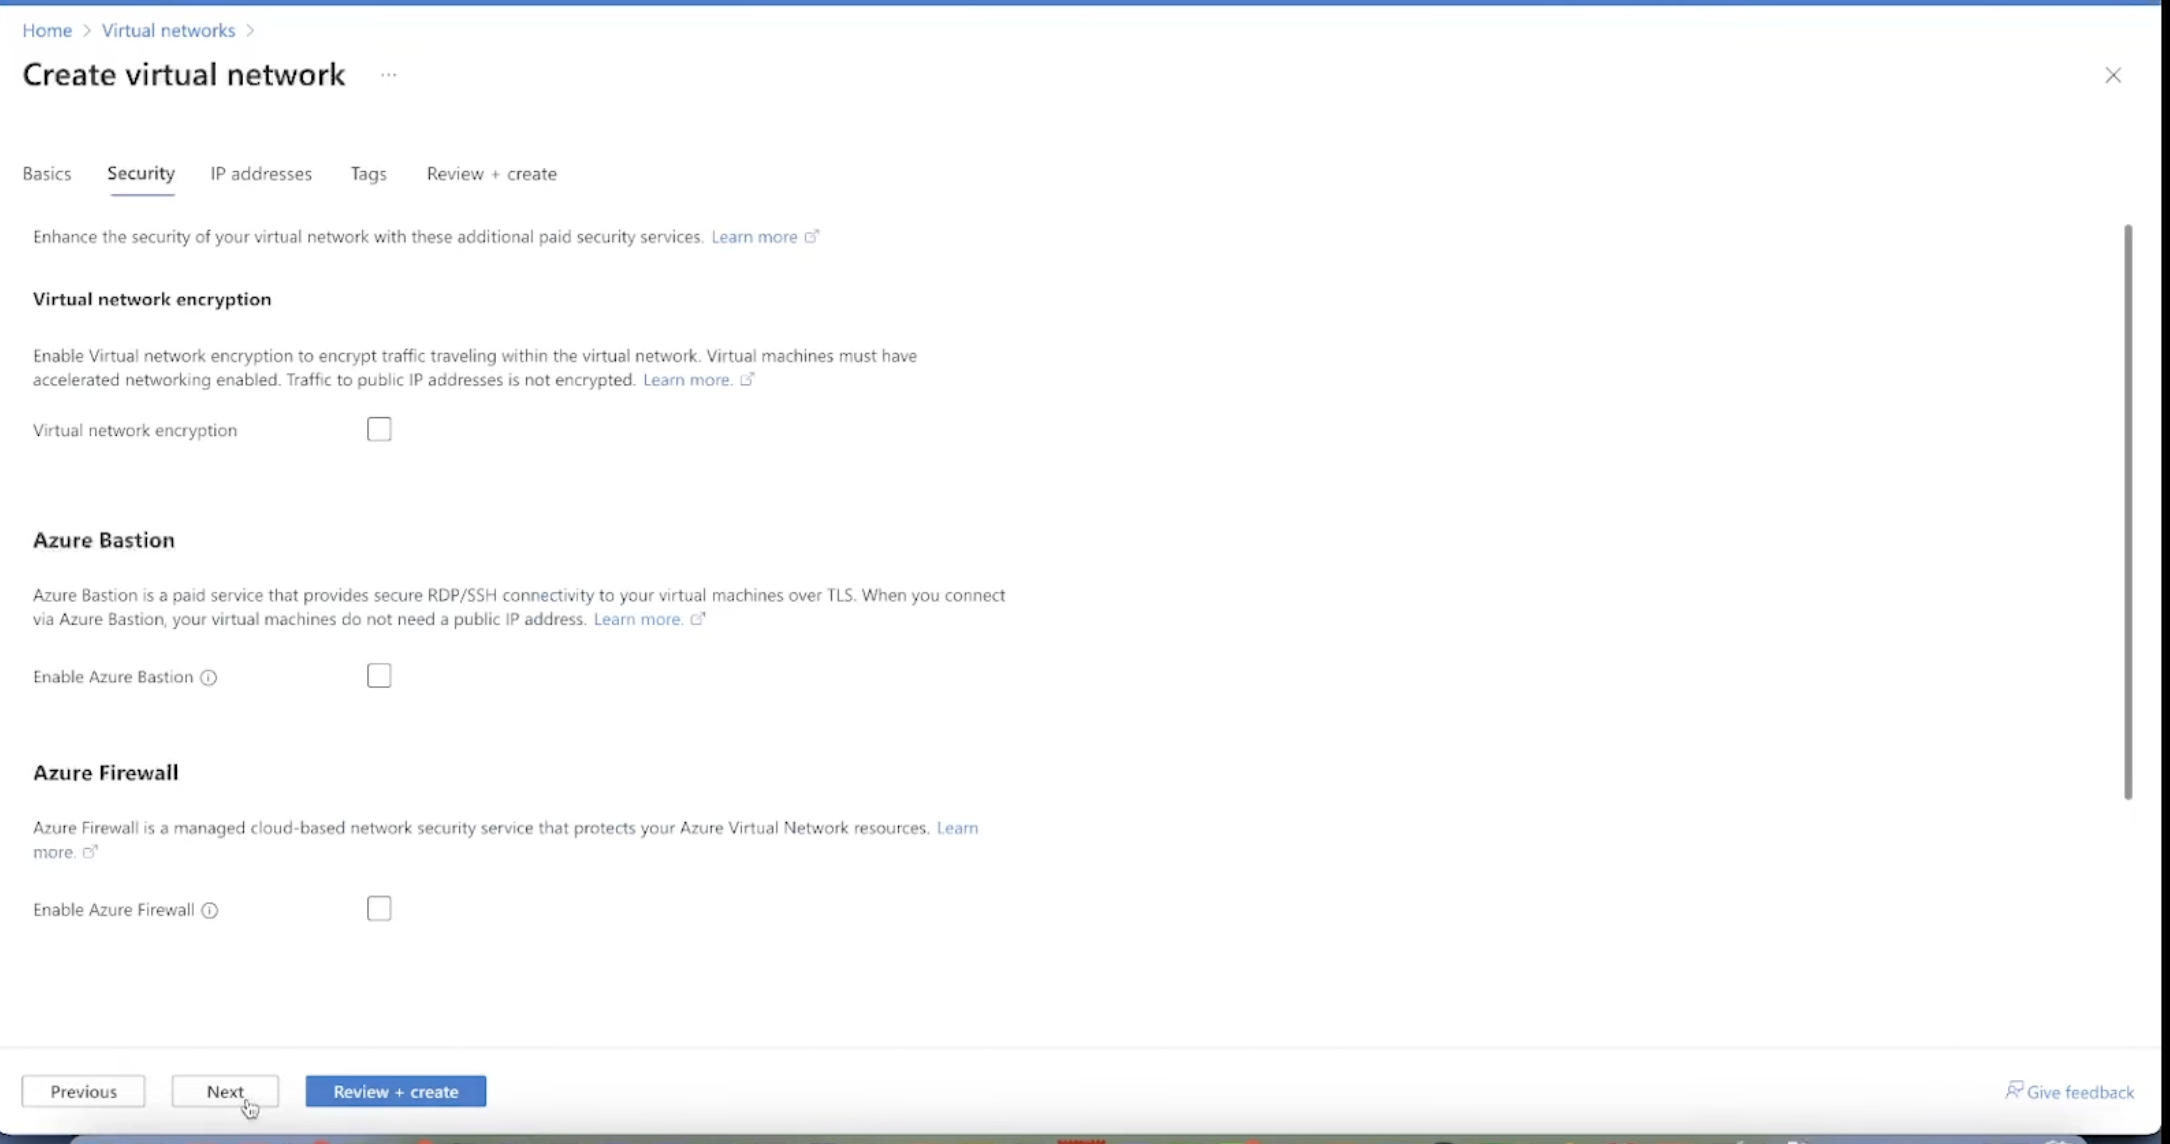 Home > Virtual networks >
Create virtual network ...
Basics Security IP addresses Tags Review + create
Enhance the security of your virtual network with these additional paid security services. Learn more
Virtual network encryption
Enable Virtual network encryption to encrypt traffic traveling within the virtual network. Virtual machines must have
accelerated networking enabled. Traffic to public IP addresses is not encrypted. Learn more.
Virtual network encryption
Azure Bastion
Azure Bastion is a paid service that provides secure RDP/SSH connectivity to your virtual machines over TLS. When you connect
via Azure Bastion, your virtual machines do not need a public IP address. Learn more.
Enable Azure Bastion
Azure Firewall
Azure Firewall is a managed cloud-based network security service that protects your Azure Virtual Network resources. Learn
more.
Enable Azure Firewall
Previous Next Review + create Give feedback